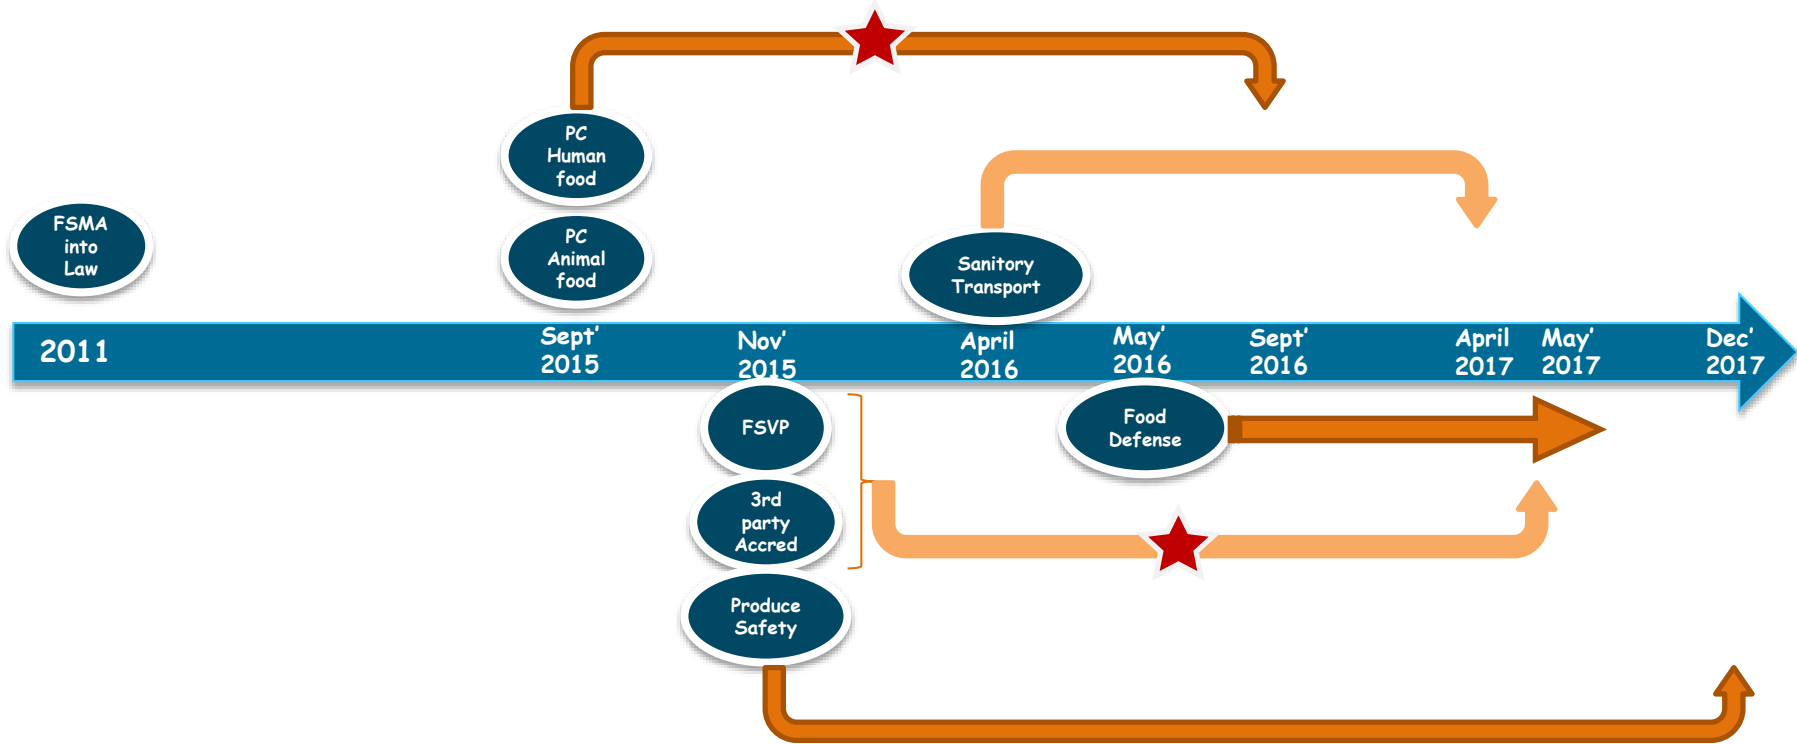 PC
Human
food
FSMA
into
Law
PC
Animal
food
Sanitory
Transport
2011
Sept'
2015
Nov'
2015
April
2016
May'
2016
Sept'
2016
April
2017
May'
2017
Dec'
2017
FSVP
Food
Defense
3rd
party
Accred
Produce
Safety